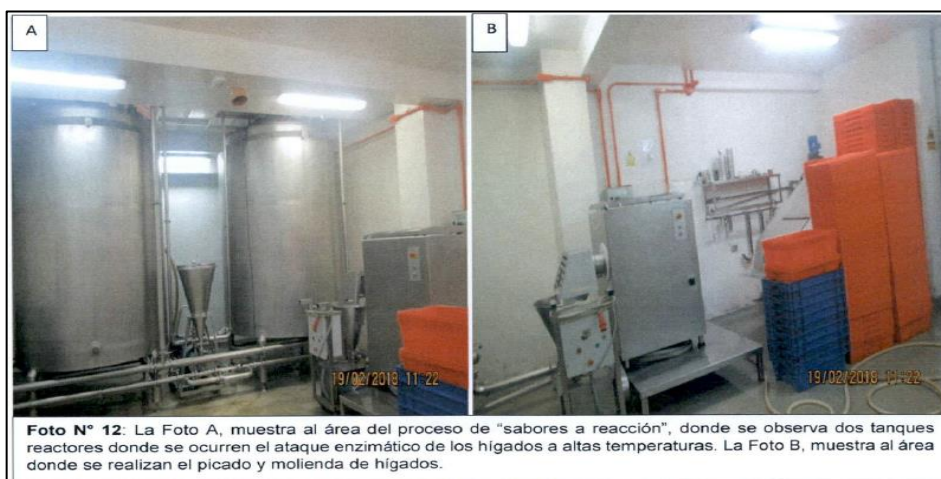 A
B
19/02/2018 11 22
19/02/2018 11 22
Foto N° 12: La Foto A, muestra al área del proceso de “sabores a reacción”, donde se observa dos tanques
reactores donde se ocurren el ataque enzimático de los hígados a altas temperaturas. La Foto B, muestra al área
donde se realizan el picado y molienda de hígados.